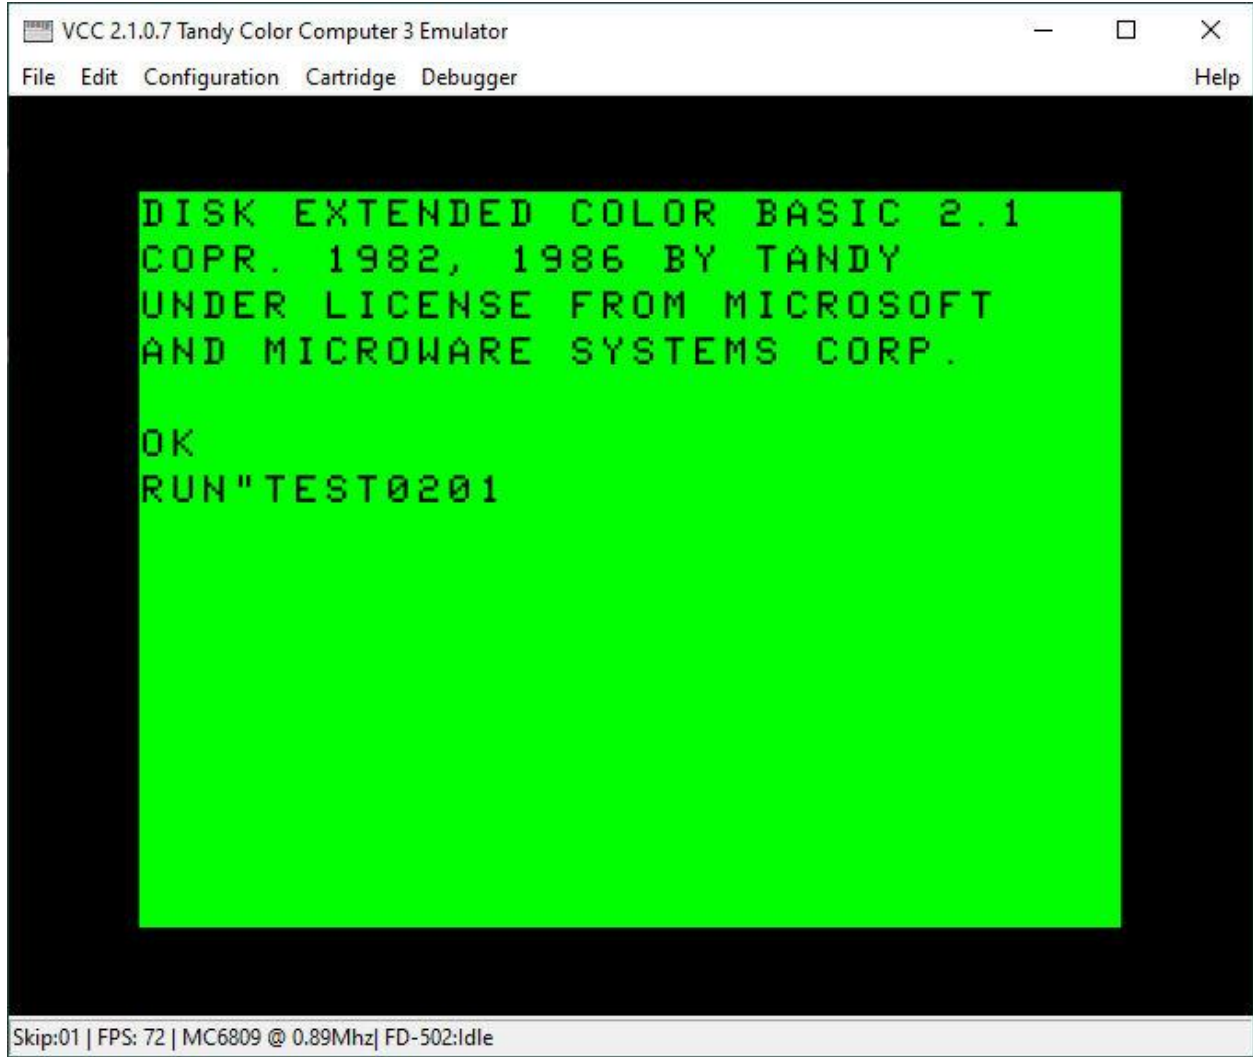 VCC 2.1.0.7 Tandy Color Computer 3 Emulator
File Edit Configuration Cartridge Debugger Help
DISK EXTENDED COLOR BASIC 2.1
COPR. 1982, 1986 BY TANDY
UNDER LICENSE FROM MICROSOFT
AND MICROWARE SYSTEMS CORP.
OK
RUN"TEST0201
Skip:01 | FPS: 72 | MC6809 @ 0.89Mhz| FD-502:Idle